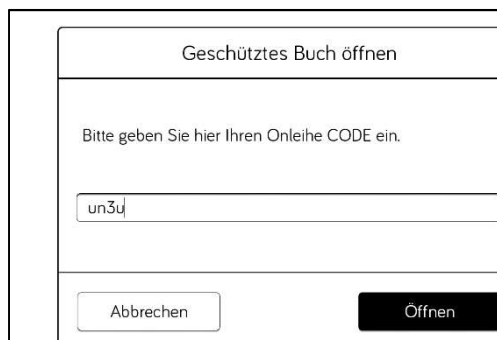 Geschütztes Buch öffnen
Bitte geben Sie hier Ihren Onleihe CODE ein.
un3u
Abbrechen
Öffnen